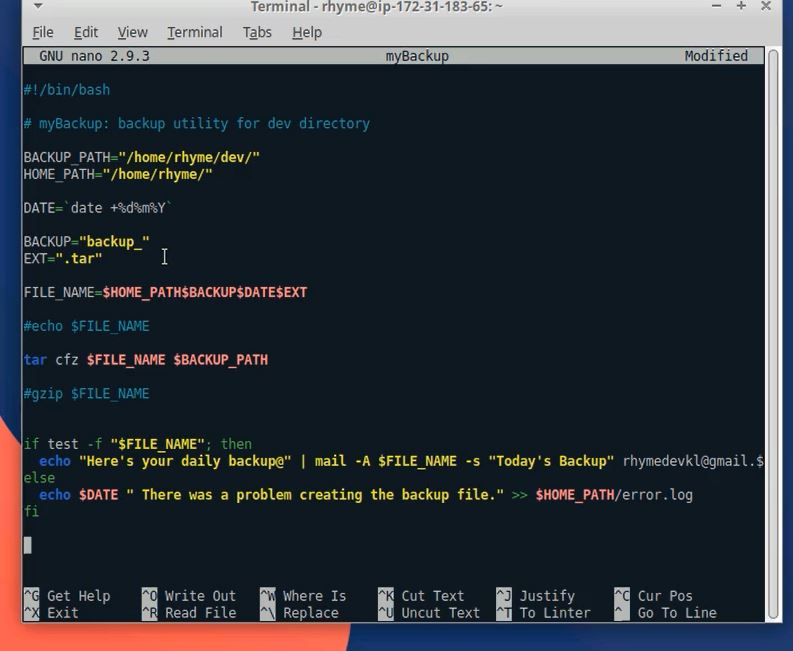 Terminal - rhyme@ip-172-31-183-65: ~
File Edit View Terminal Tabs Help
GNU nano 2.9.3 myBackup Modified
#!/bin/bash
# myBackup: backup utility for dev directory
BACKUP_PATH="/home/rhyme/dev/"
HOME_PATH="/home/rhyme/"
DATE=`date +%d%m%Y`
BACKUP="backup_"
EXT=".tar"
FILE_NAME=$HOME_PATH$BACKUP$DATE$EXT
#echo $FILE_NAME
tar cfz $FILE_NAME $BACKUP_PATH
#gzip $FILE_NAME
if test -f "$FILE_NAME"; then
echo "Here's your daily backup@" | mail -A $FILE_NAME -s "Today's Backup" rhymedevkl@gmail.$
else
echo $DATE " There was a problem creating the backup file." >> $HOME_PATH/error.log
fi
^G Get Help ^O Write Out ^W Where Is ^K Cut Text ^J Justify ^C Cur Pos
^X Exit ^R Read File ^\ Replace ^U Uncut Text ^T To Linter ^_ Go To Line